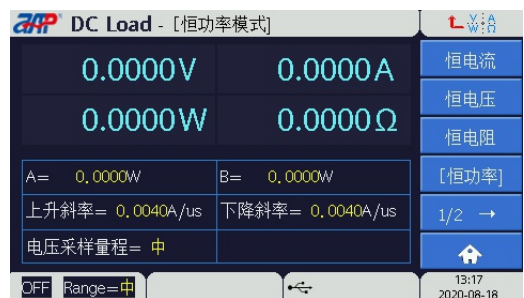 ZAP DC Load - [恒功率模式]
0.0000V 0.0000A
0.0000W 0.0000Ω
A= 0.0000W B= 0.0000W
上升斜率= 0.0040A/us 下降斜率= 0.0040A/us
电压采样量程= 中
OFF Range=中
V A
W Ω
恒电流
恒电压
恒电阻
[恒功率]
1/2 →
13:17
2020-08-18